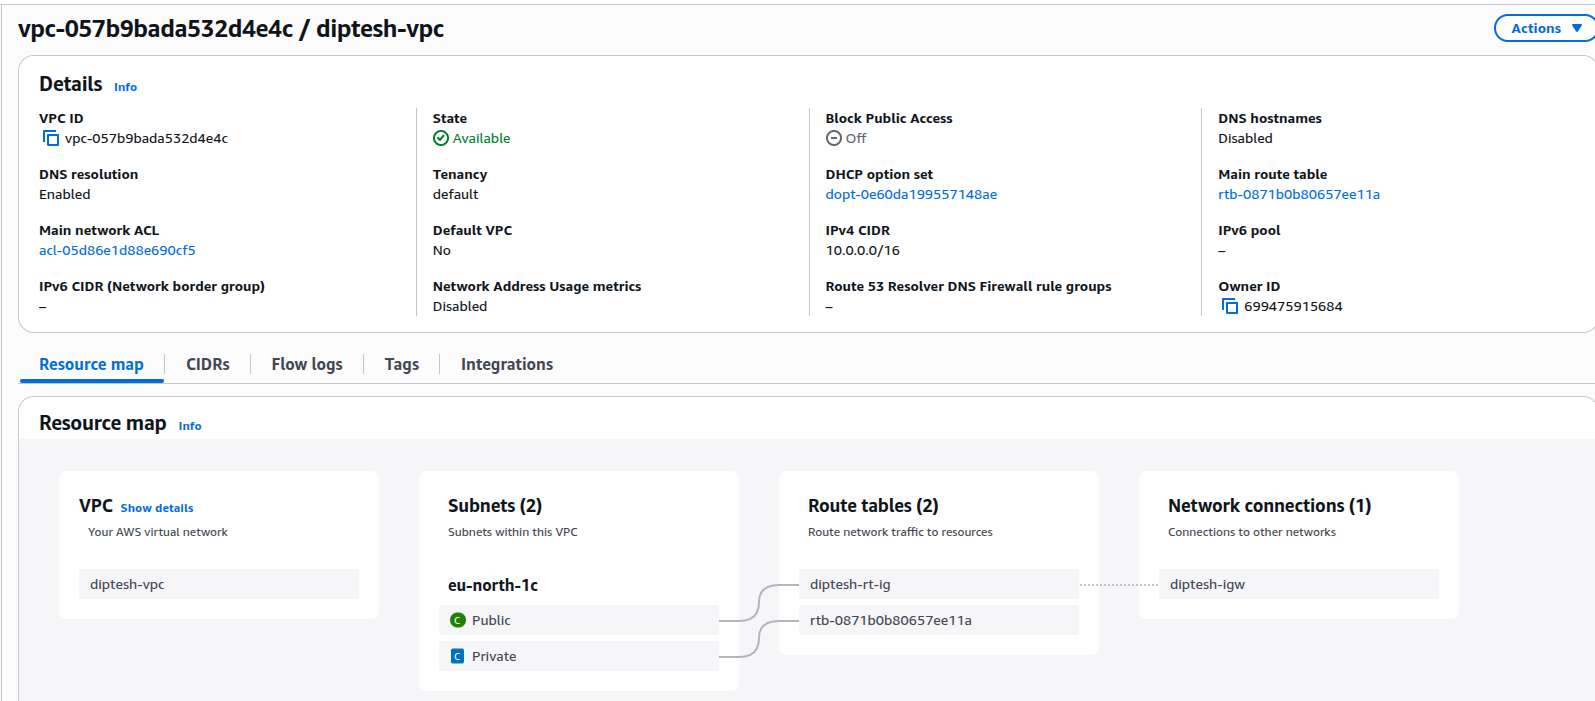 vpc-057b9bada532d4e4c / diptesh-vpc
Actions
Details Info
VPC ID
vpc-057b9bada532d4e4c
State
Available
Block Public Access
Off
DNS hostnames
Disabled
DNS resolution
Enabled
Tenancy
default
DHCP option set
dopt-0e60da199557148ae
Main route table
rtb-0871b0b80657ee11a
Main network ACL
acl-05d86e1d88e690cf5
Default VPC
No
IPv4 CIDR
10.0.0.0/16
IPv6 pool
–
IPv6 CIDR (Network border group)
–
Network Address Usage metrics
Disabled
Route 53 Resolver DNS Firewall rule groups
–
Owner ID
699475915684
Resource map
CIDRs
Flow logs
Tags
Integrations
Resource map Info
VPC Show details
Your AWS virtual network
diptesh-vpc
Subnets (2)
Subnets within this VPC
eu-north-1c
C Public
C Private
Route tables (2)
Route network traffic to resources
diptesh-rt-ig
rtb-0871b0b80657ee11a
Network connections (1)
Connections to other networks
diptesh-igw